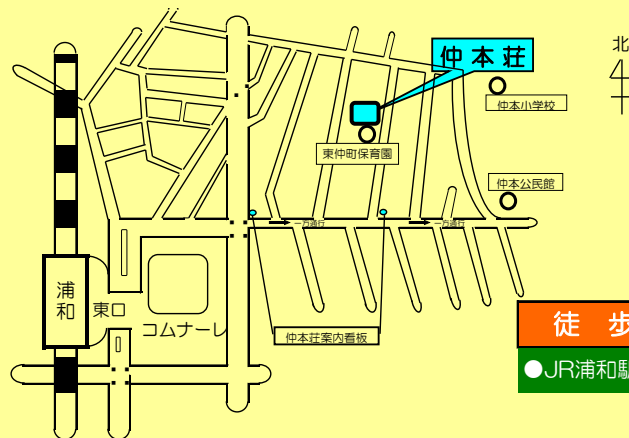 北
仲本荘
仲本小学校
東仲町保育園
仲本公民館
一方通行
一方通行
浦和
東口
コムナーレ
仲本荘案内看板
徒 歩
●JR浦和駅